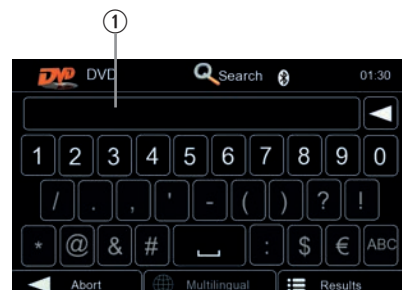 1
DVD DVD Search 01:30
1 2 3 4 5 6 7 8 9 0
/ . , ' - ( ) ? !
* @ & # : $ € ABC
Abort Multilingual Results